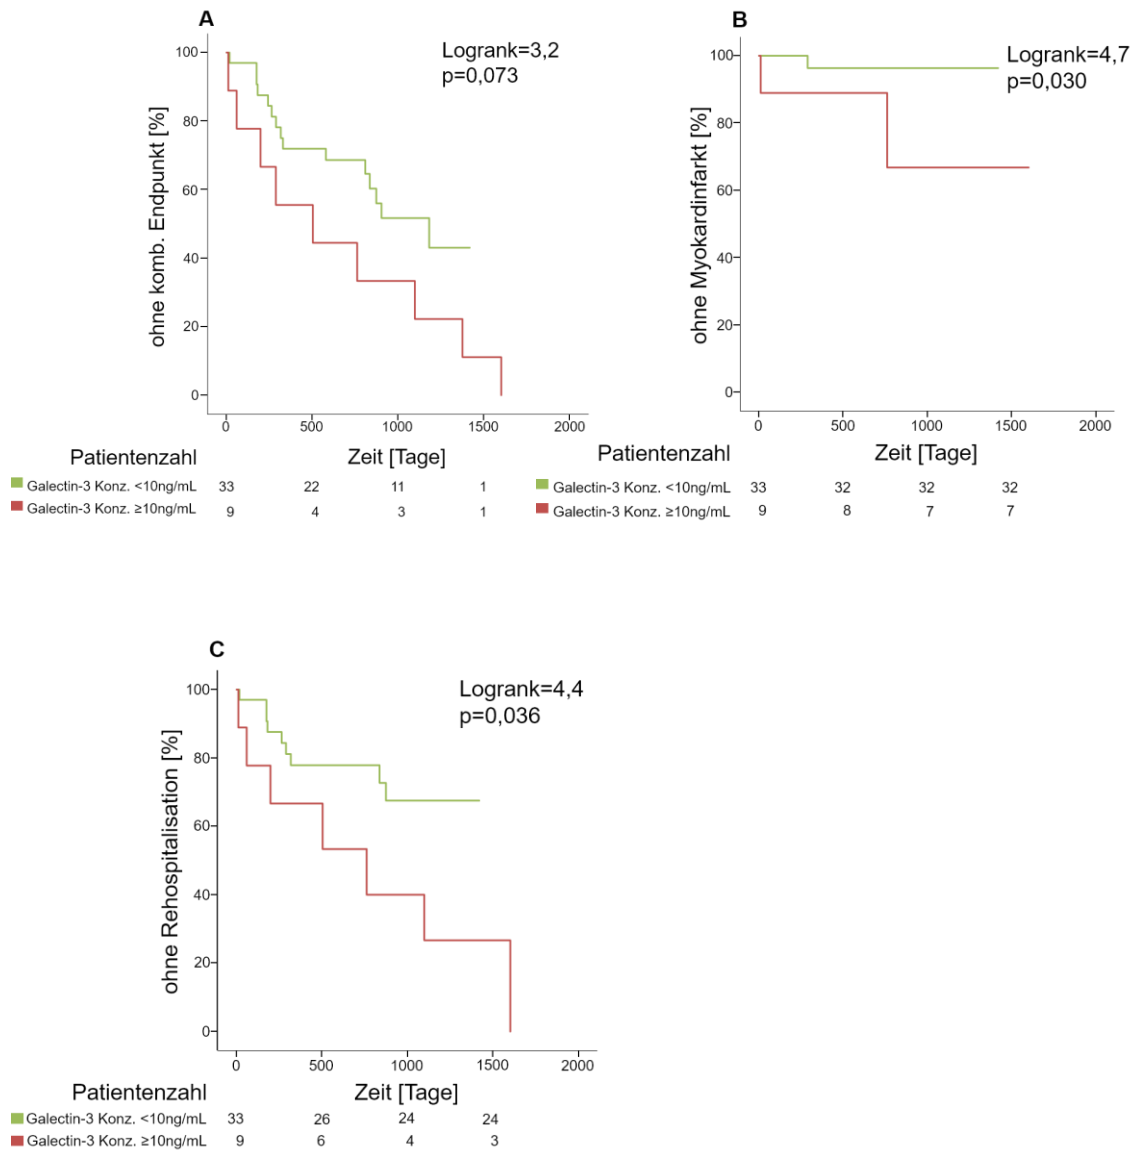 A
Logrank=3,2
p=0,073
ohne komb. Endpunkt [%]
100
80
60
40
20
0
0 500 1000 1500 2000
Patientenzahl Zeit [Tage]
Galectin-3 Konz. <10ng/mL 33 22 11 1
Galectin-3 Konz. ≥10ng/mL 9 4 3 1
B
Logrank=4,7
p=0,030
ohne Myokardinfarkt [%]
100
80
60
40
20
0
0 500 1000 1500 2000
Patientenzahl Zeit [Tage]
Galectin-3 Konz. <10ng/mL 33 32 32 32
Galectin-3 Konz. ≥10ng/mL 9 8 7 7
C
Logrank=4,4
p=0,036
ohne Rehospitalisation [%]
100
80
60
40
20
0
0 500 1000 1500 2000
Patientenzahl Zeit [Tage]
Galectin-3 Konz. <10ng/mL 33 26 24 24
Galectin-3 Konz. ≥10ng/mL 9 6 4 3